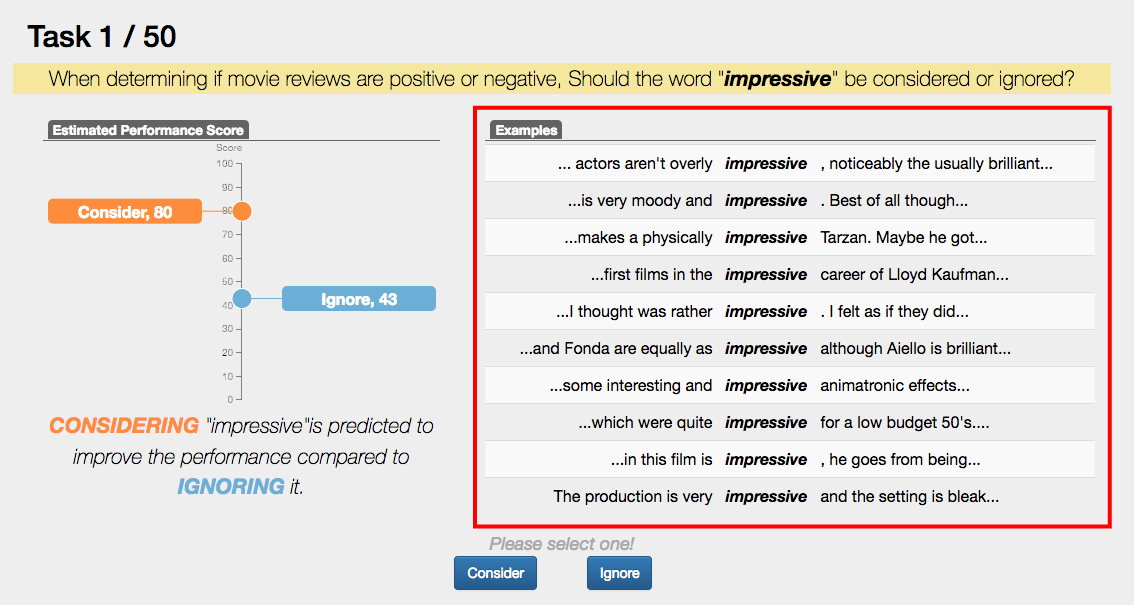 Task 1 / 50
When determining if movie reviews are positive or negative, Should the word "impressive" be considered or ignored?
Estimated Performance Score
Score
100
90
80
70
60
50
40
30
20
10
0
Consider, 80
Ignore, 43
CONSIDERING "impressive"is predicted to
improve the performance compared to
IGNORING it.
Examples
... actors aren't overly impressive , noticeably the usually brilliant...
...is very moody and impressive . Best of all though...
...makes a physically impressive Tarzan. Maybe he got...
...first films in the impressive career of Lloyd Kaufman...
...I thought was rather impressive . I felt as if they did...
...and Fonda are equally as impressive although Aiello is brilliant...
...some interesting and impressive animatronic effects...
...which were quite impressive for a low budget 50's....
...in this film is impressive , he goes from being...
The production is very impressive and the setting is bleak...
Please select one!
Consider
Ignore